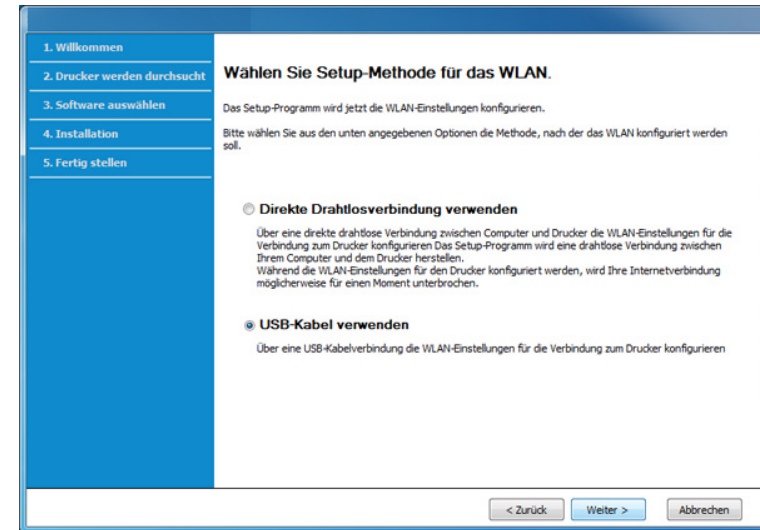 1. Willkommen
2. Drucker werden durchsucht
3. Software auswählen
4. Installation
5. Fertig stellen
Wählen Sie Setup-Methode für das WLAN.
Das Setup-Programm wird jetzt die WLAN-Einstellungen konfigurieren.
Bitte wählen Sie aus den unten angegebenen Optionen die Methode, nach der das WLAN konfiguriert werden
soll.
Direkte Drahtlosverbindung verwenden
Über eine direkte drahtlose Verbindung zwischen Computer und Drucker die WLAN-Einstellungen für die
Verbindung zum Drucker konfigurieren Das Setup-Programm wird eine drahtlose Verbindung zwischen
Ihrem Computer und dem Drucker herstellen.
Während die WLAN-Einstellungen für den Drucker konfiguriert werden, wird Ihre Internetverbindung
möglicherweise für einen Moment unterbrochen.
USB-Kabel verwenden
Über eine USB-Kabelverbindung die WLAN-Einstellungen für die Verbindung zum Drucker konfigurieren
< Zurück Weiter > Abbrechen